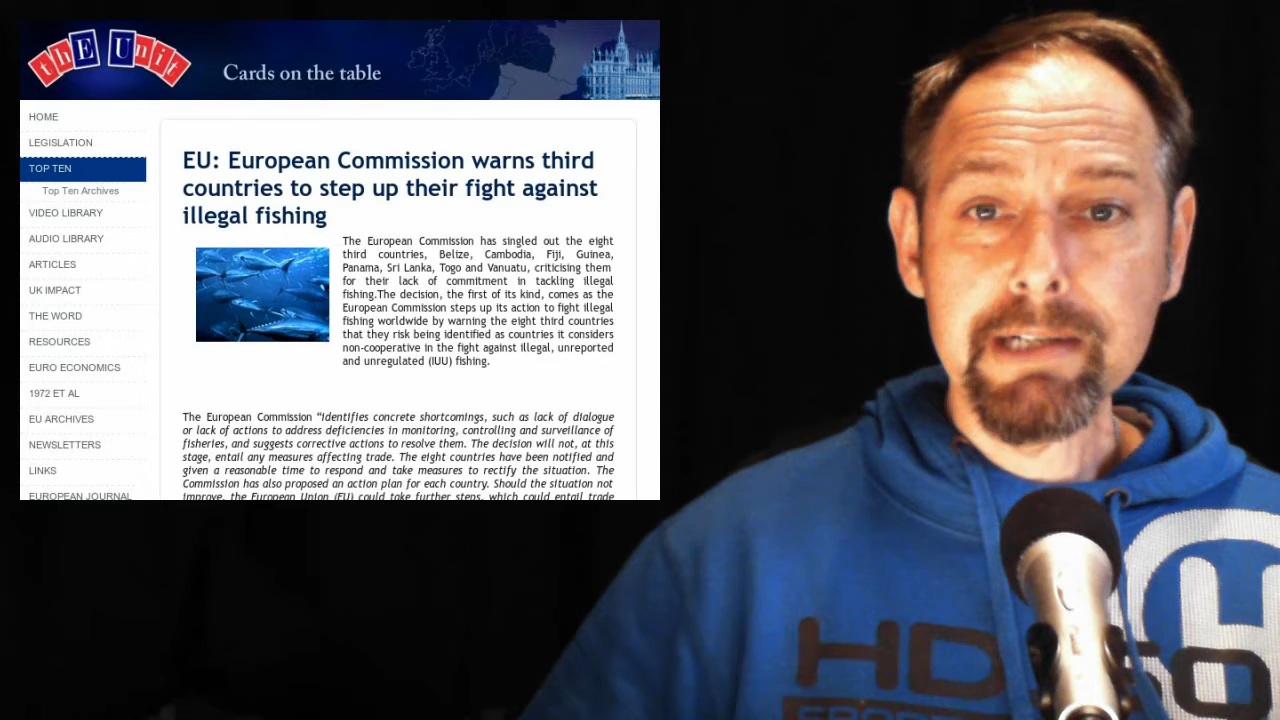 thE Unit
Cards on the table
HOME
LEGISLATION
TOP TEN
Top Ten Archives
VIDEO LIBRARY
AUDIO LIBRARY
ARTICLES
UK IMPACT
THE WORD
RESOURCES
EURO ECONOMICS
1972 ET AL
EU ARCHIVES
NEWSLETTERS
LINKS
EUROPEAN JOURNAL
EU: European Commission warns third
countries to step up their fight against
illegal fishing
The European Commission has singled out the eight
third countries, Belize, Cambodia, Fiji, Guinea,
Panama, Sri Lanka, Togo and Vanuatu, criticising them
for their lack of commitment in tackling illegal
fishing.The decision, the first of its kind, comes as the
European Commission steps up its action to fight illegal
fishing worldwide by warning the eight third countries
that they risk being identified as countries it considers
non-cooperative in the fight against illegal, unreported
and unregulated (IUU) fishing.
The European Commission “identifies concrete shortcomings, such as lack of dialogue
or lack of actions to address deficiencies in monitoring, controlling and surveillance of
fisheries, and suggests corrective actions to resolve them. The decision will not, at this
stage, entail any measures affecting trade. The eight countries have been notified and
given a reasonable time to respond and take measures to rectify the situation. The
Commission has also proposed an action plan for each country. Should the situation not
improve, the European Union (EU) could take further steps, which could entail trade
HD